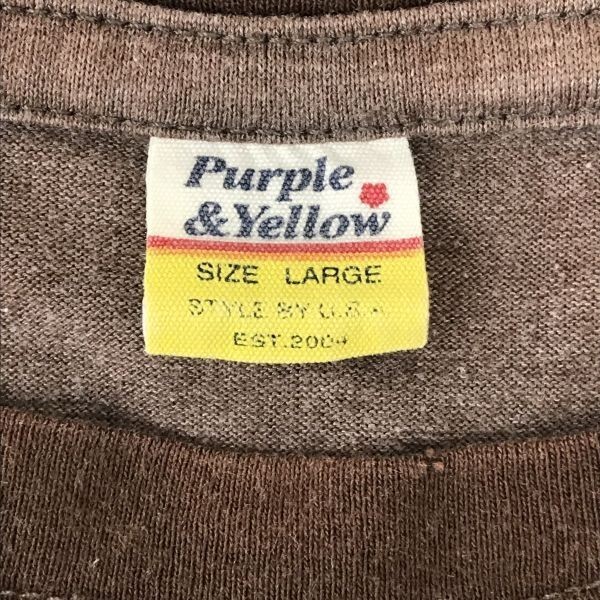 Purple
&Yellow
SIZE LARGE
STYLE BY U.S.A
EST.2004